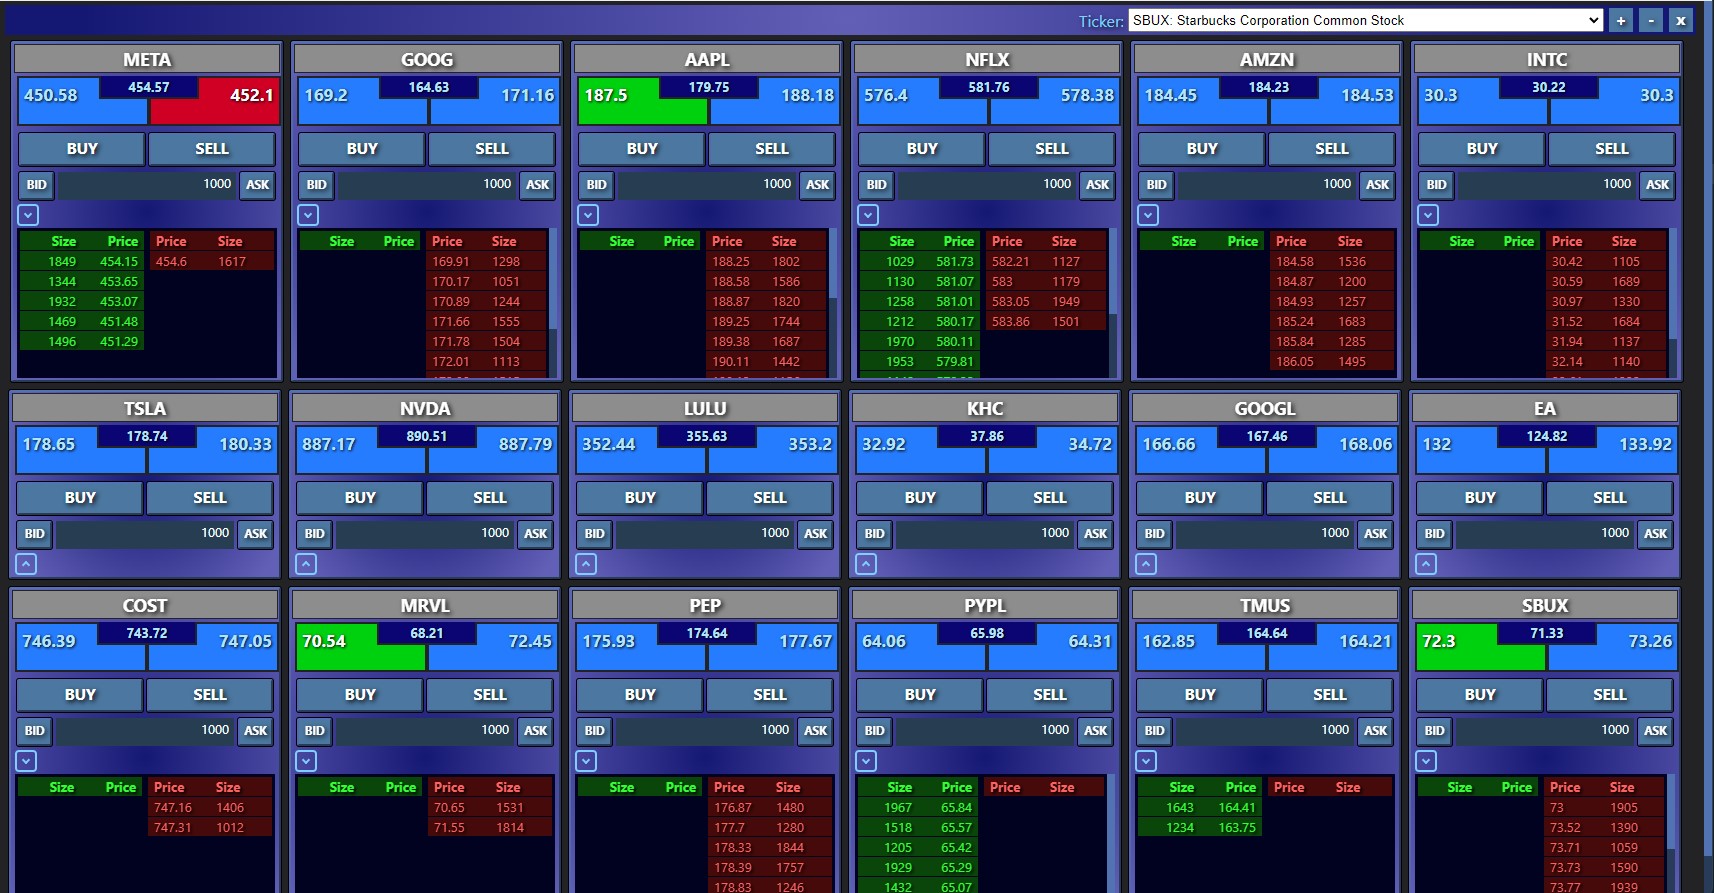 Ticker: SBUX: Starbucks Corporation Common Stock + - x
META GOOG AAPL NFLX AMZN INTC
450.58 454.57 452.1 169.2 164.63 171.16 187.5 179.75 188.18 576.4 581.76 578.38 184.45 184.23 184.53 30.3 30.22 30.3
BUY SELL BUY SELL BUY SELL BUY SELL BUY SELL BUY SELL
BID 1000 ASK BID 1000 ASK BID 1000 ASK BID 1000 ASK BID 1000 ASK BID 1000 ASK
Size Price Price Size Size Price Price Size Size Price Price Size Size Price Price Size Size Price Price Size Size Price Price Size
1849 454.15 454.6 1617 169.91 1298 188.25 1802 1029 581.73 582.21 1127 184.58 1536 30.42 1105
1344 453.65 170.17 1051 188.58 1586 1130 581.07 583 1179 184.87 1200 30.59 1689
1932 453.07 170.89 1244 188.87 1820 1258 581.01 583.05 1949 184.93 1257 30.97 1330
1469 451.48 171.66 1555 189.25 1744 1212 580.17 583.86 1501 185.24 1683 31.52 1684
1496 451.29 171.78 1504 189.38 1687 1970 580.11 185.84 1285 31.94 1137
172.01 1113 190.11 1442 1953 579.81 186.05 1495 32.14 1140
TSLA NVDA LULU KHC GOOGL EA
178.65 178.74 180.33 887.17 890.51 887.79 352.44 355.63 353.2 32.92 37.86 34.72 166.66 167.46 168.06 132 124.82 133.92
BUY SELL BUY SELL BUY SELL BUY SELL BUY SELL BUY SELL
BID 1000 ASK BID 1000 ASK BID 1000 ASK BID 1000 ASK BID 1000 ASK BID 1000 ASK
COST MRVL PEP PYPL TMUS SBUX
746.39 743.72 747.05 70.54 68.21 72.45 175.93 174.64 177.67 64.06 65.98 64.31 162.85 164.64 164.21 72.3 71.33 73.26
BUY SELL BUY SELL BUY SELL BUY SELL BUY SELL BUY SELL
BID 1000 ASK BID 1000 ASK BID 1000 ASK BID 1000 ASK BID 1000 ASK BID 1000 ASK
Size Price Price Size Size Price Price Size Size Price Price Size Size Price Price Size Size Price Price Size Size Price Price Size
747.16 1406 70.65 1531 176.87 1480 1967 65.84 1643 164.41 73 1905
747.31 1012 71.55 1814 177.7 1280 1518 65.57 1234 163.75 73.52 1390
178.33 1844 1205 65.42 73.71 1059
178.39 1757 1929 65.29 73.73 1590
178.83 1246 1432 65.07 73.77 1939